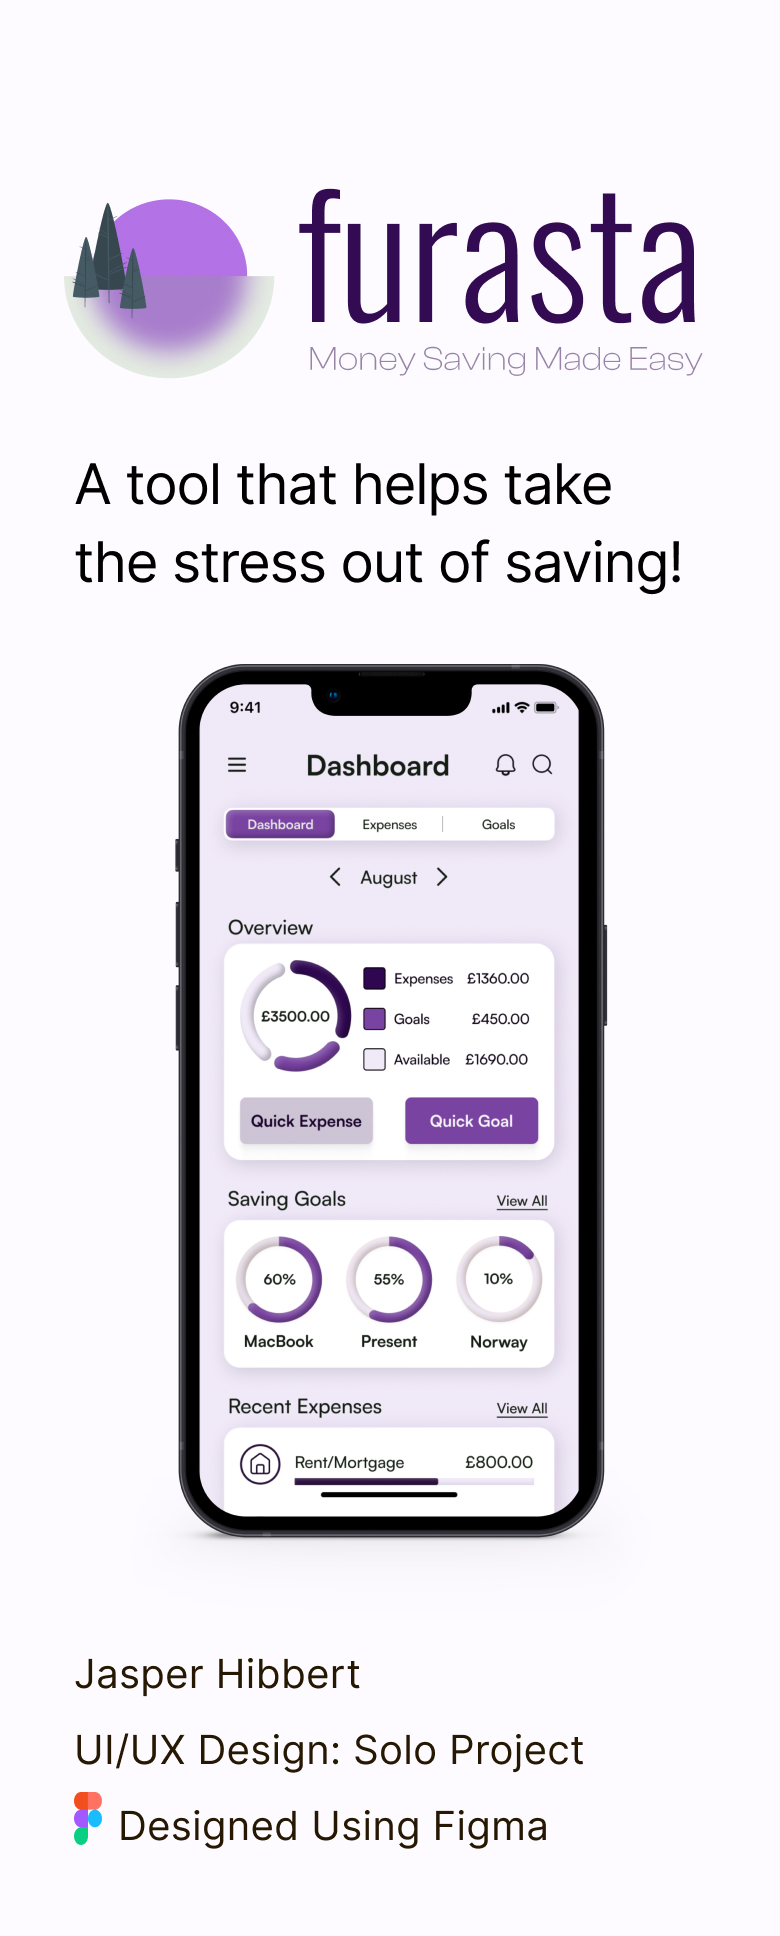 furasta
Money Saving Made Easy
A tool that helps take
the stress out of saving!
9:41
Dashboard
Dashboard Expenses Goals
August
Overview
£3500.00
Expenses £1360.00
Goals £450.00
Available £1690.00
Quick Expense Quick Goal
Saving Goals View All
60% 55% 10%
MacBook Present Norway
Recent Expenses View All
Rent/Mortgage £800.00
Jasper Hibbert
UI/UX Design: Solo Project
Designed Using Figma